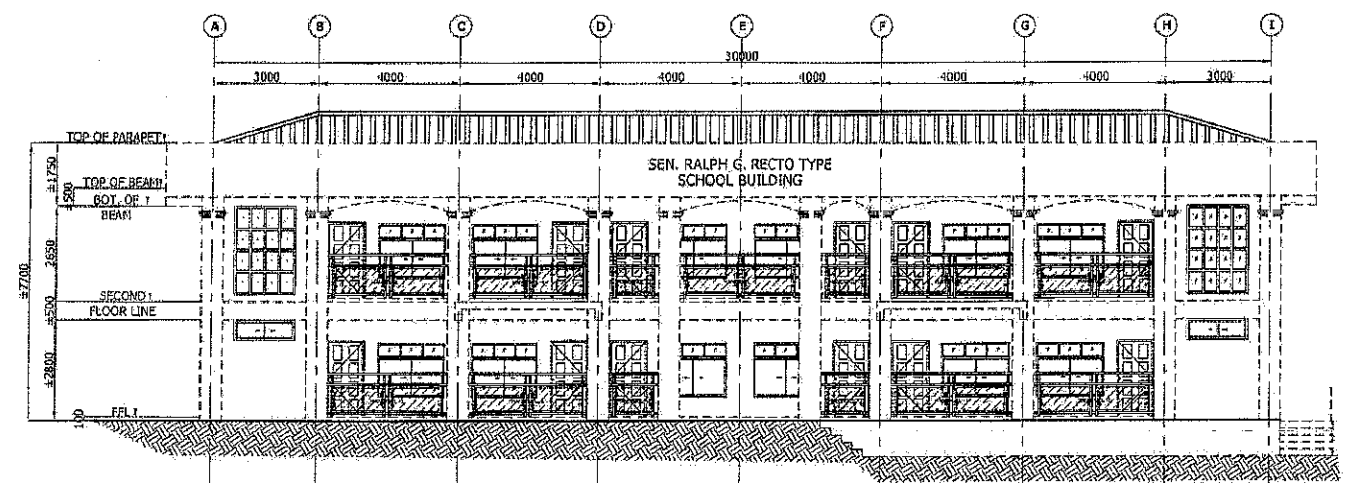 A B C D E F G H I
30000
3000 4000 4000 4000 4000 4000 4000 3000
TOP OF PARAPET
±1750
SEN. RALPH G. RECTO TYPE
SCHOOL BUILDING
TOP OF BEAM
±500
BOT. OF
BEAM
2650
±7700
SECOND
±500
FLOOR LINE
±2800
FFL
100